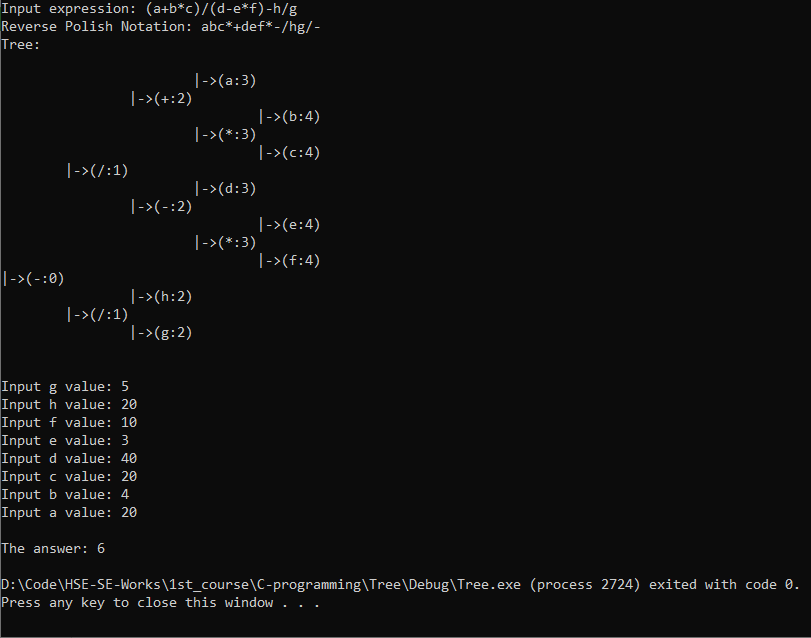 Input expression: (a+b*c)/(d-e*f)-h/g
Reverse Polish Notation: abc*+def*-/hg/-
Tree:
                        |->(a:3)
                |->(+:2)
                                |->(b:4)
                        |->(*:3)
                                |->(c:4)
        |->(/:1)
                        |->(d:3)
                |->(-:2)
                                |->(e:4)
                        |->(*:3)
                                |->(f:4)
|->(-:0)
                |->(h:2)
        |->(/:1)
                |->(g:2)
Input g value: 5
Input h value: 20
Input f value: 10
Input e value: 3
Input d value: 40
Input c value: 20
Input b value: 4
Input a value: 20
The answer: 6
D:\Code\HSE-SE-Works\1st_course\C-programming\Tree\Debug\Tree.exe (process 2724) exited with code 0.
Press any key to close this window . . .